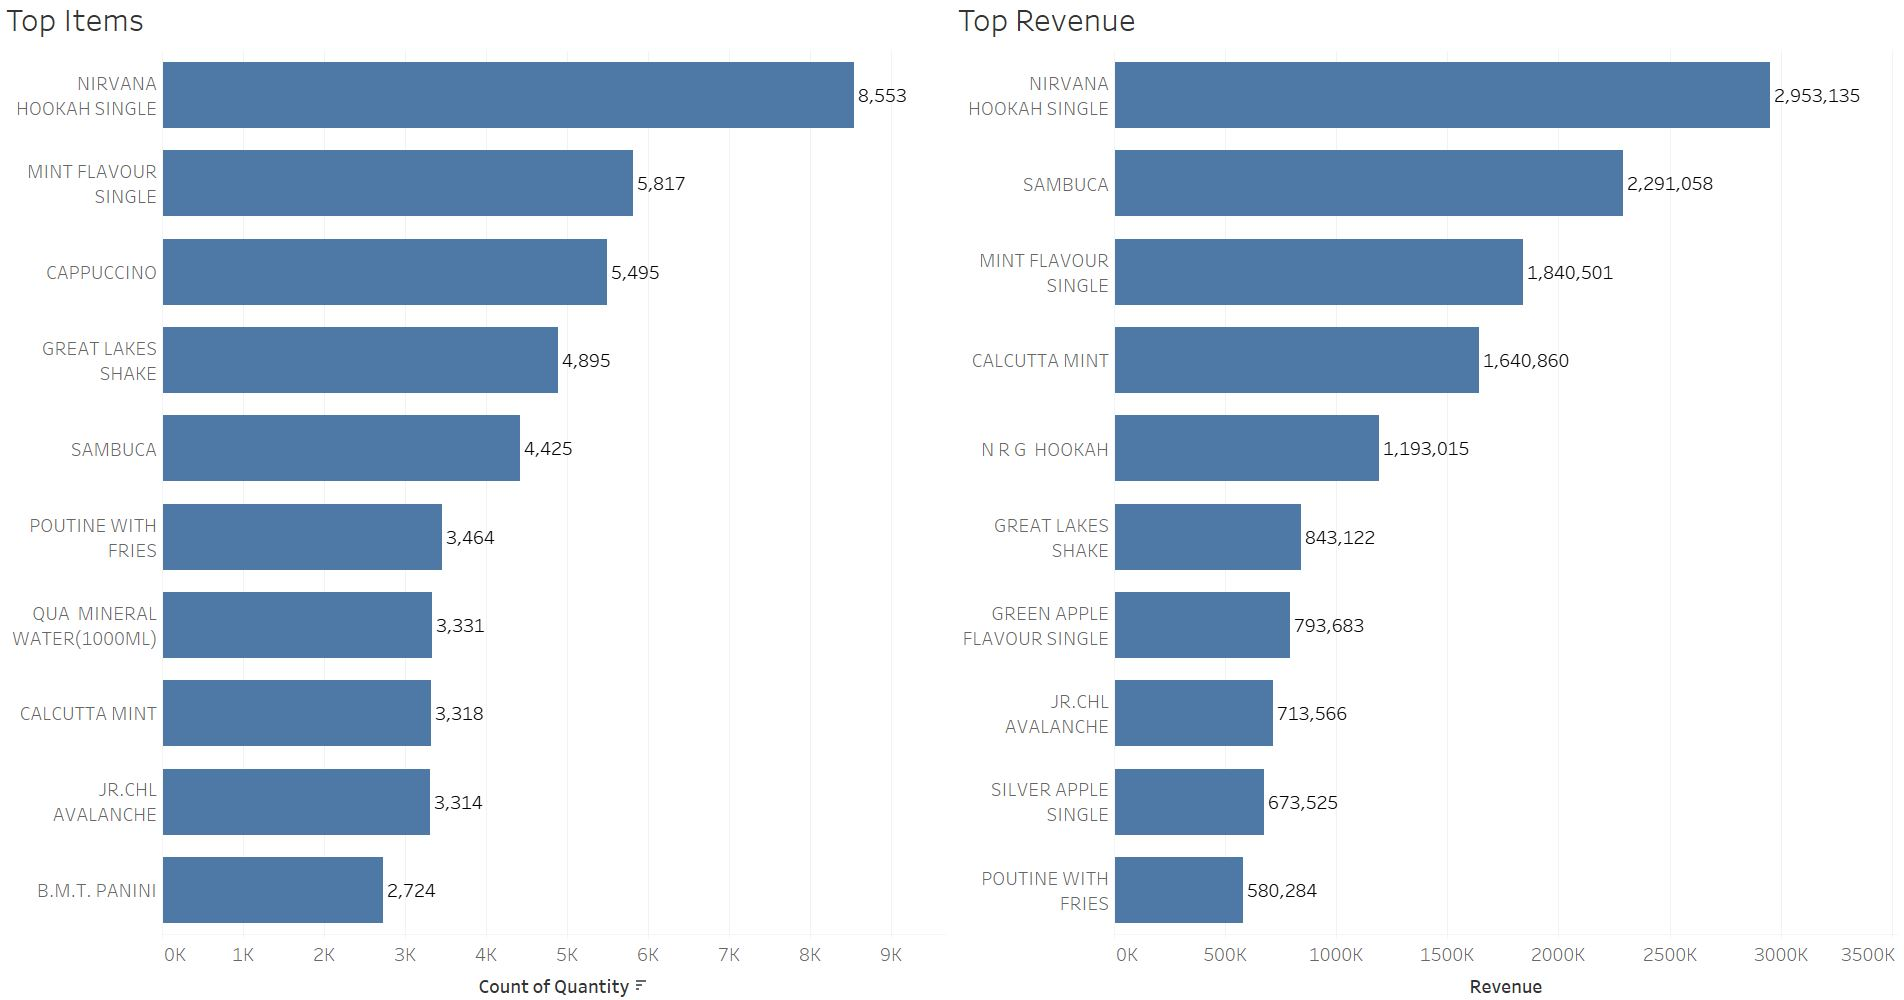 Top Items
NIRVANA
HOOKAH SINGLE
8,553
MINT FLAVOUR
SINGLE
5,817
CAPPUCCINO
5,495
GREAT LAKES
SHAKE
4,895
SAMBUCA
4,425
POUTINE WITH
FRIES
3,464
QUA  MINERAL
WATER(1000ML)
3,331
CALCUTTA MINT
3,318
JR.CHL
AVALANCHE
3,314
B.M.T. PANINI
2,724
0K 1K 2K 3K 4K 5K 6K 7K 8K 9K
Count of Quantity
Top Revenue
NIRVANA
HOOKAH SINGLE
2,953,135
SAMBUCA
2,291,058
MINT FLAVOUR
SINGLE
1,840,501
CALCUTTA MINT
1,640,860
N R G  HOOKAH
1,193,015
GREAT LAKES
SHAKE
843,122
GREEN APPLE
FLAVOUR SINGLE
793,683
JR.CHL
AVALANCHE
713,566
SILVER APPLE
SINGLE
673,525
POUTINE WITH
FRIES
580,284
0K 500K 1000K 1500K 2000K 2500K 3000K 3500K
Revenue